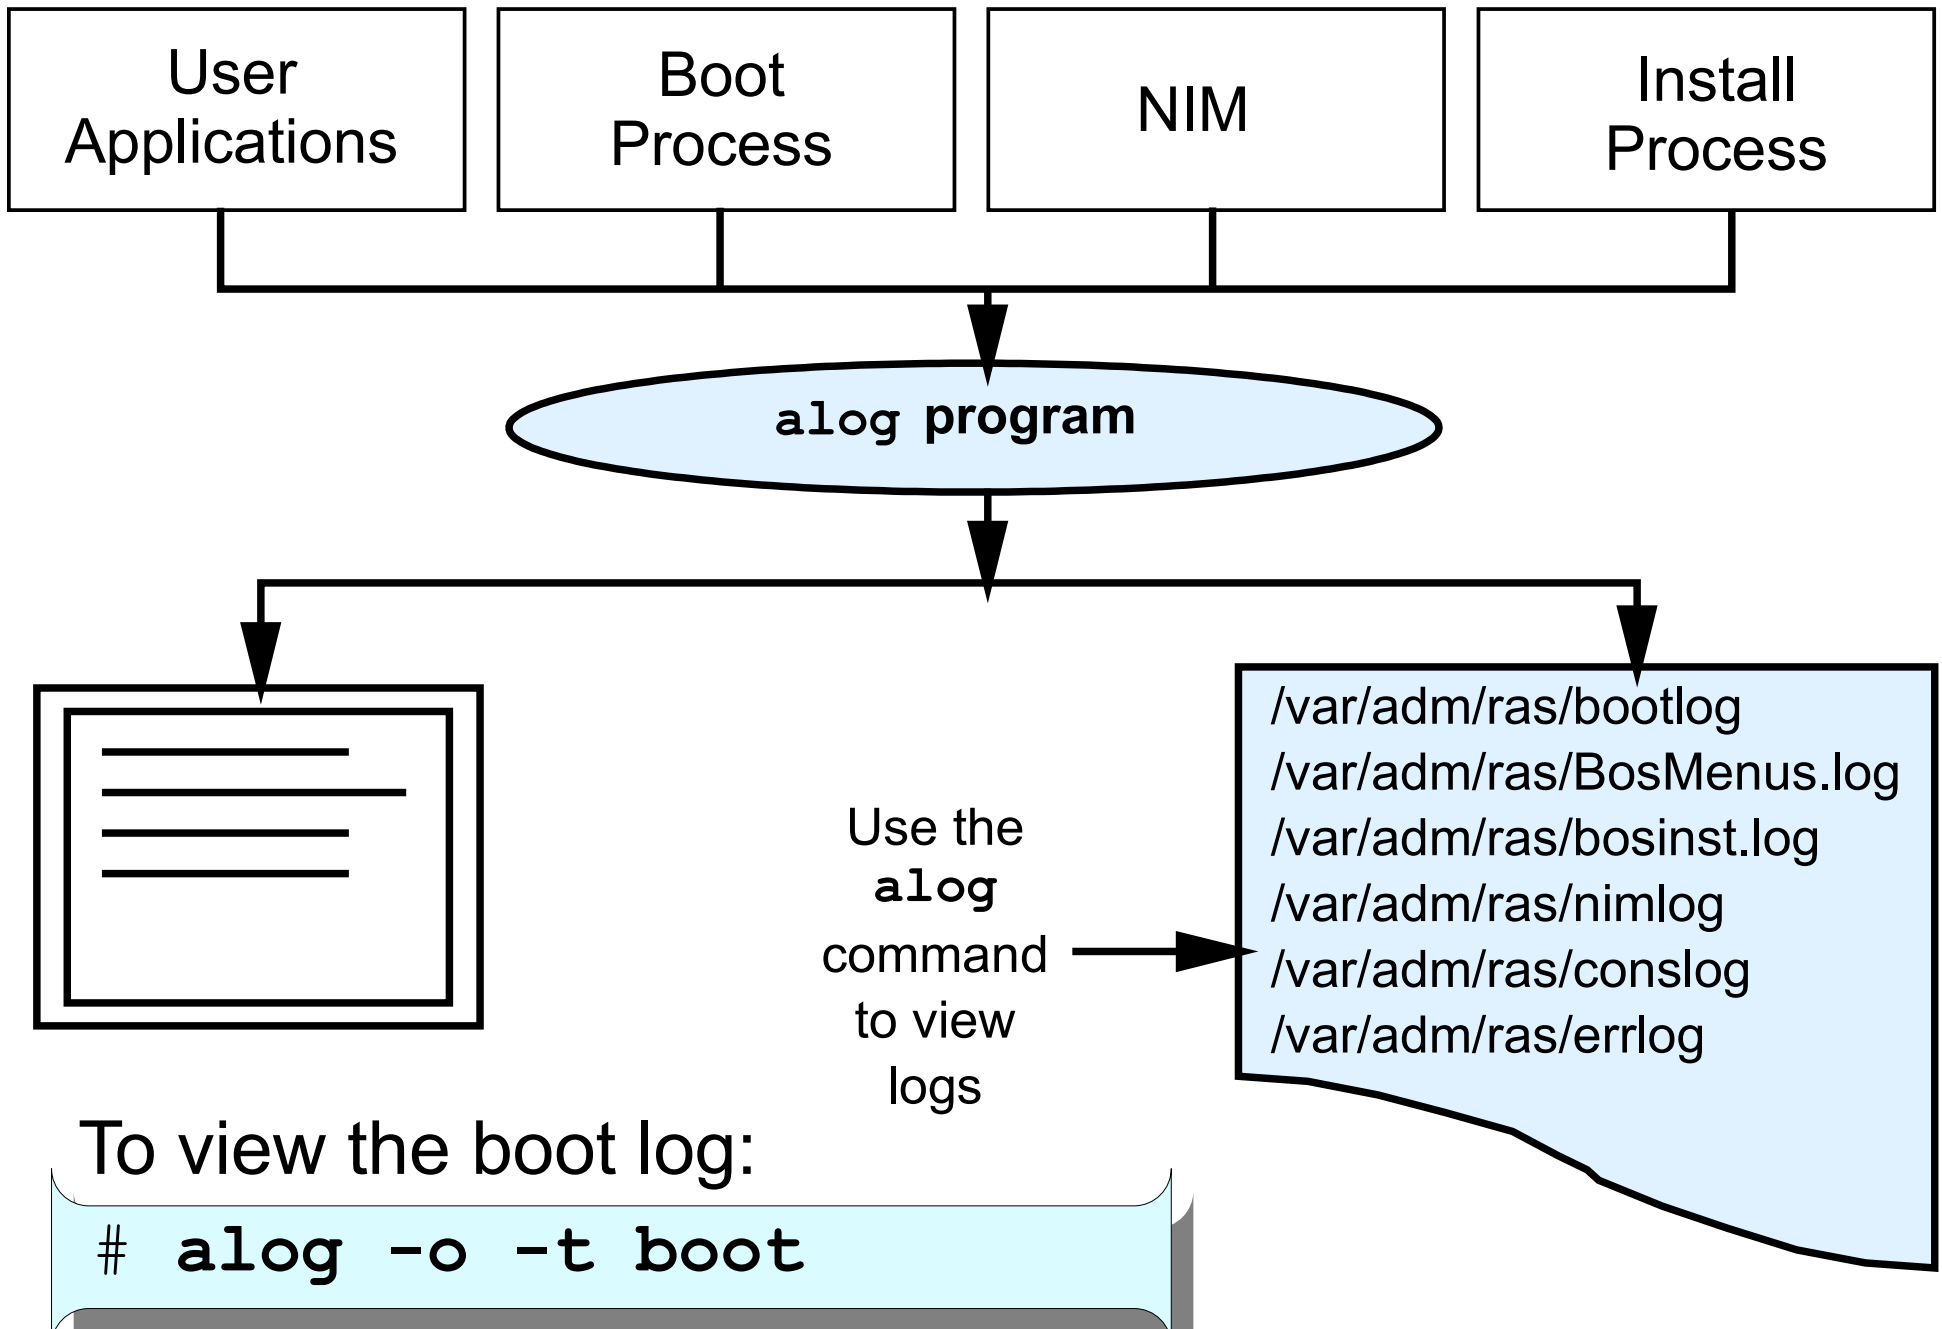 User
Applications
Boot
Process
NIM
Install
Process
alog program
Use the
alog
command
to view
logs
/var/adm/ras/bootlog
/var/adm/ras/BosMenus.log
/var/adm/ras/bosinst.log
/var/adm/ras/nimlog
/var/adm/ras/conslog
/var/adm/ras/errlog
To view the boot log:
# alog -o -t boot